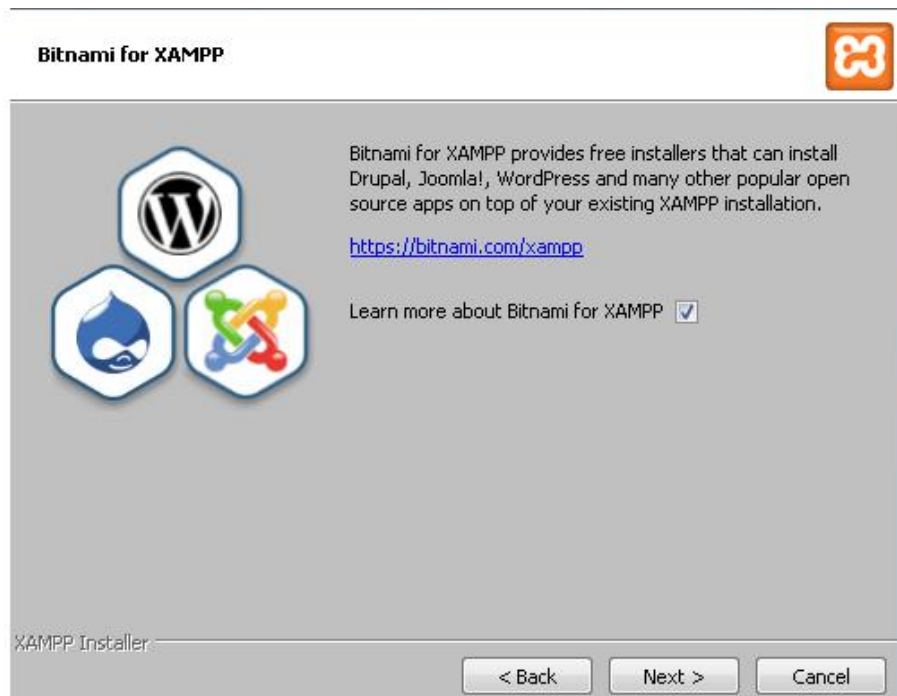 Bitnami for XAMPP
Bitnami for XAMPP provides free installers that can install
Drupal, Joomla!, WordPress and many other popular open
source apps on top of your existing XAMPP installation.
https://bitnami.com/xampp
Learn more about Bitnami for XAMPP
XAMPP Installer
< Back
Next >
Cancel